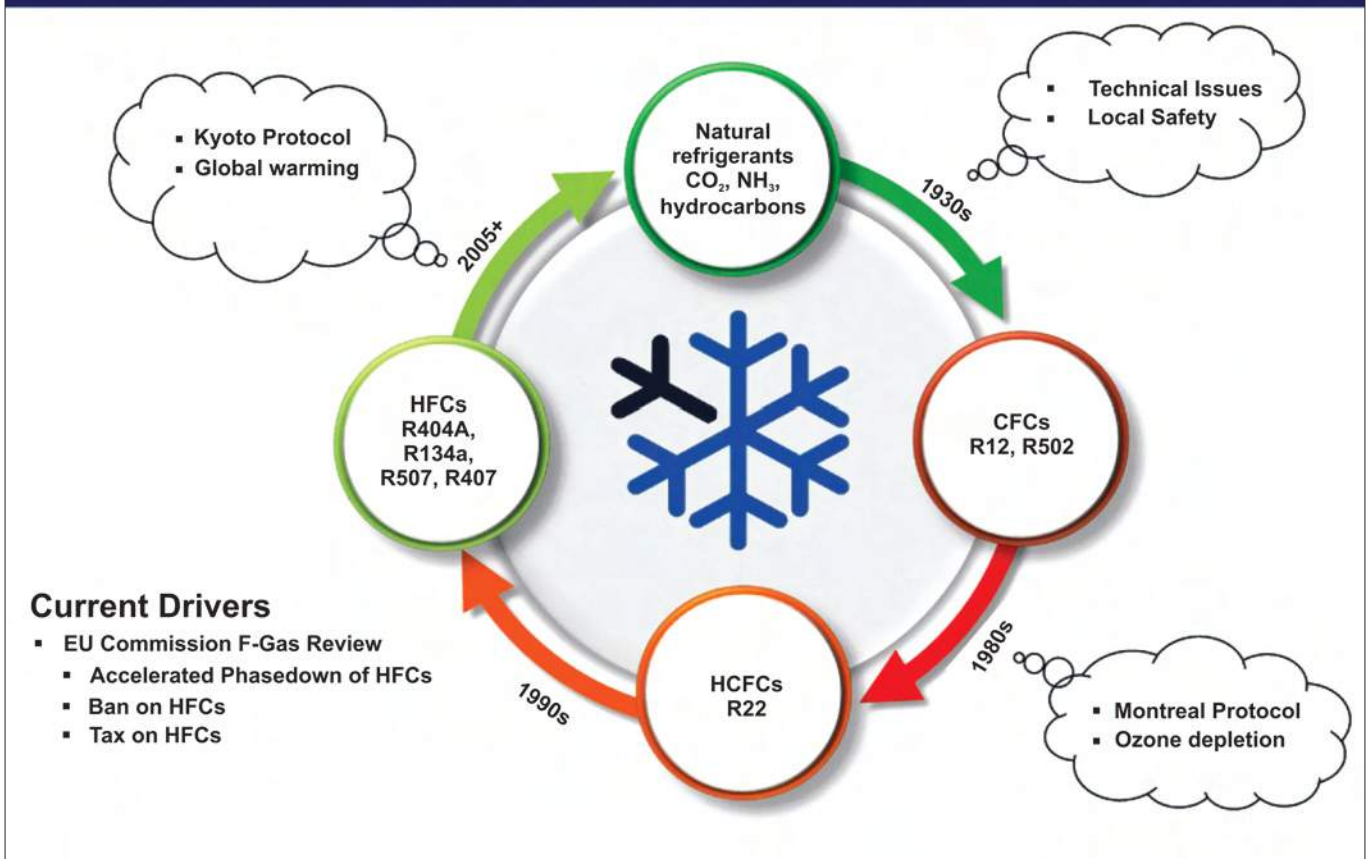 Natural
refrigerants
CO₂, NH₃,
hydrocarbons
▪ Technical Issues
▪ Local Safety
1930s
CFCs
R12, R502
1980s
▪ Montreal Protocol
▪ Ozone depletion
HCFCs
R22
1990s
HFCs
R404A,
R134a,
R507, R407
2005+
▪ Kyoto Protocol
▪ Global warming
Current Drivers
▪ EU Commission F-Gas Review
▪ Accelerated Phasedown of HFCs
▪ Ban on HFCs
▪ Tax on HFCs